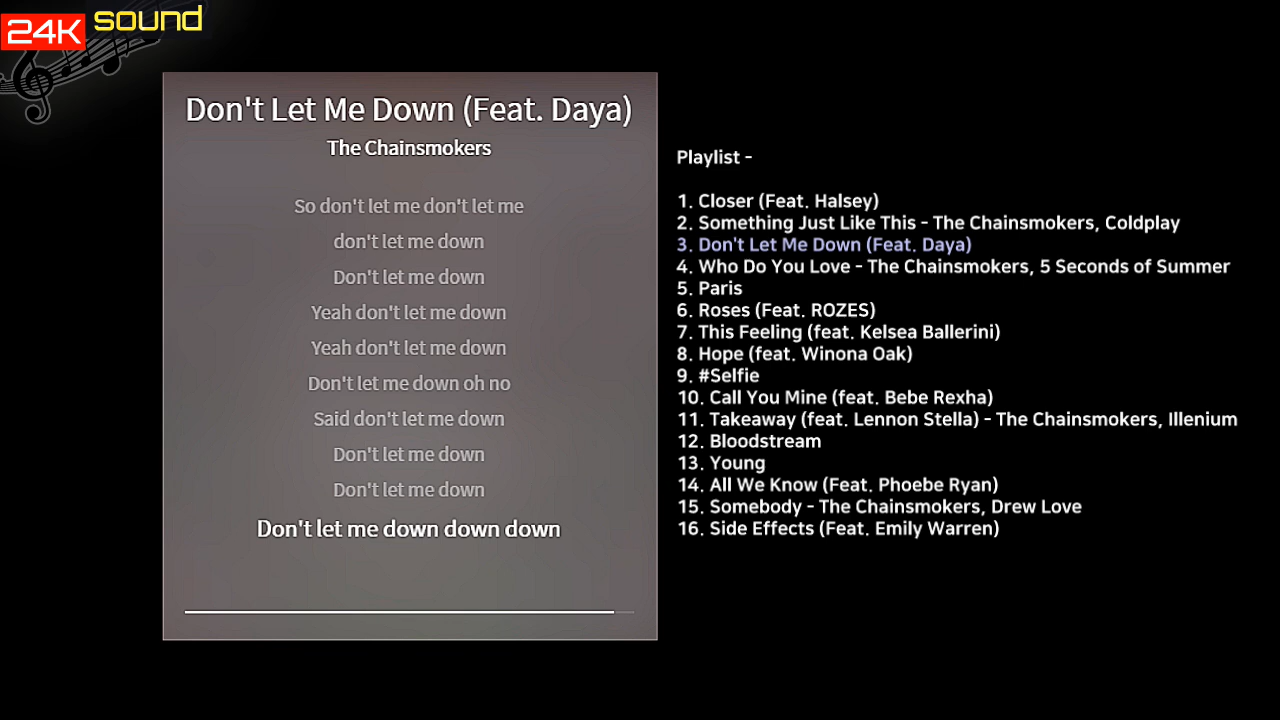 24K sound
Don't Let Me Down (Feat. Daya)
The Chainsmokers
So don't let me don't let me
don't let me down
Don't let me down
Yeah don't let me down
Yeah don't let me down
Don't let me down oh no
Said don't let me down
Don't let me down
Don't let me down
Don't let me down down down
Playlist -
1. Closer (Feat. Halsey)
2. Something Just Like This - The Chainsmokers, Coldplay
3. Don't Let Me Down (Feat. Daya)
4. Who Do You Love - The Chainsmokers, 5 Seconds of Summer
5. Paris
6. Roses (Feat. ROZES)
7. This Feeling (feat. Kelsea Ballerini)
8. Hope (feat. Winona Oak)
9. #Selfie
10. Call You Mine (feat. Bebe Rexha)
11. Takeaway (feat. Lennon Stella) - The Chainsmokers, Illenium
12. Bloodstream
13. Young
14. All We Know (Feat. Phoebe Ryan)
15. Somebody - The Chainsmokers, Drew Love
16. Side Effects (Feat. Emily Warren)